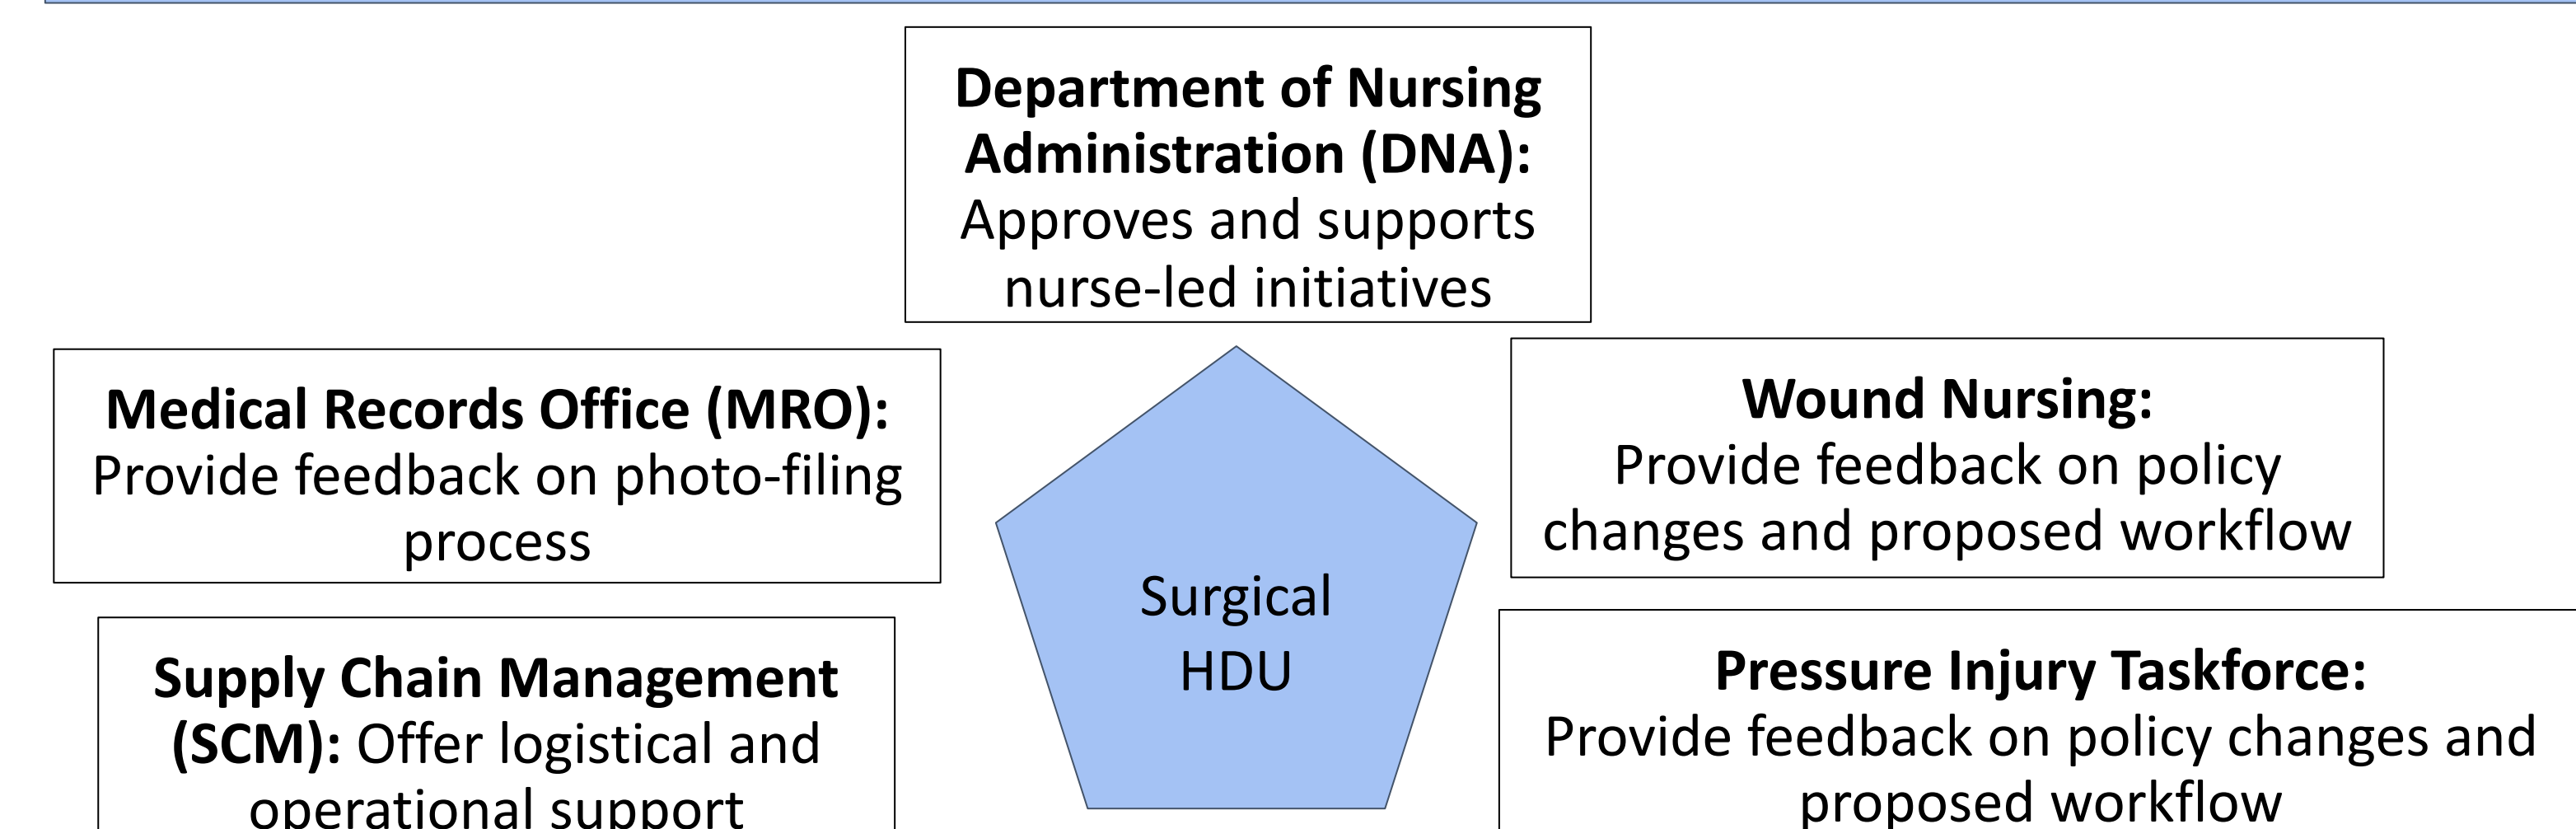 Department of Nursing
Administration (DNA):
Approves and supports
nurse-led initiatives
Medical Records Office (MRO):
Provide feedback on photo-filing
process
Wound Nursing:
Provide feedback on policy
changes and proposed workflow
Surgical
HDU
Supply Chain Management
(SCM): Offer logistical and
operational support
Pressure Injury Taskforce:
Provide feedback on policy changes and
proposed workflow